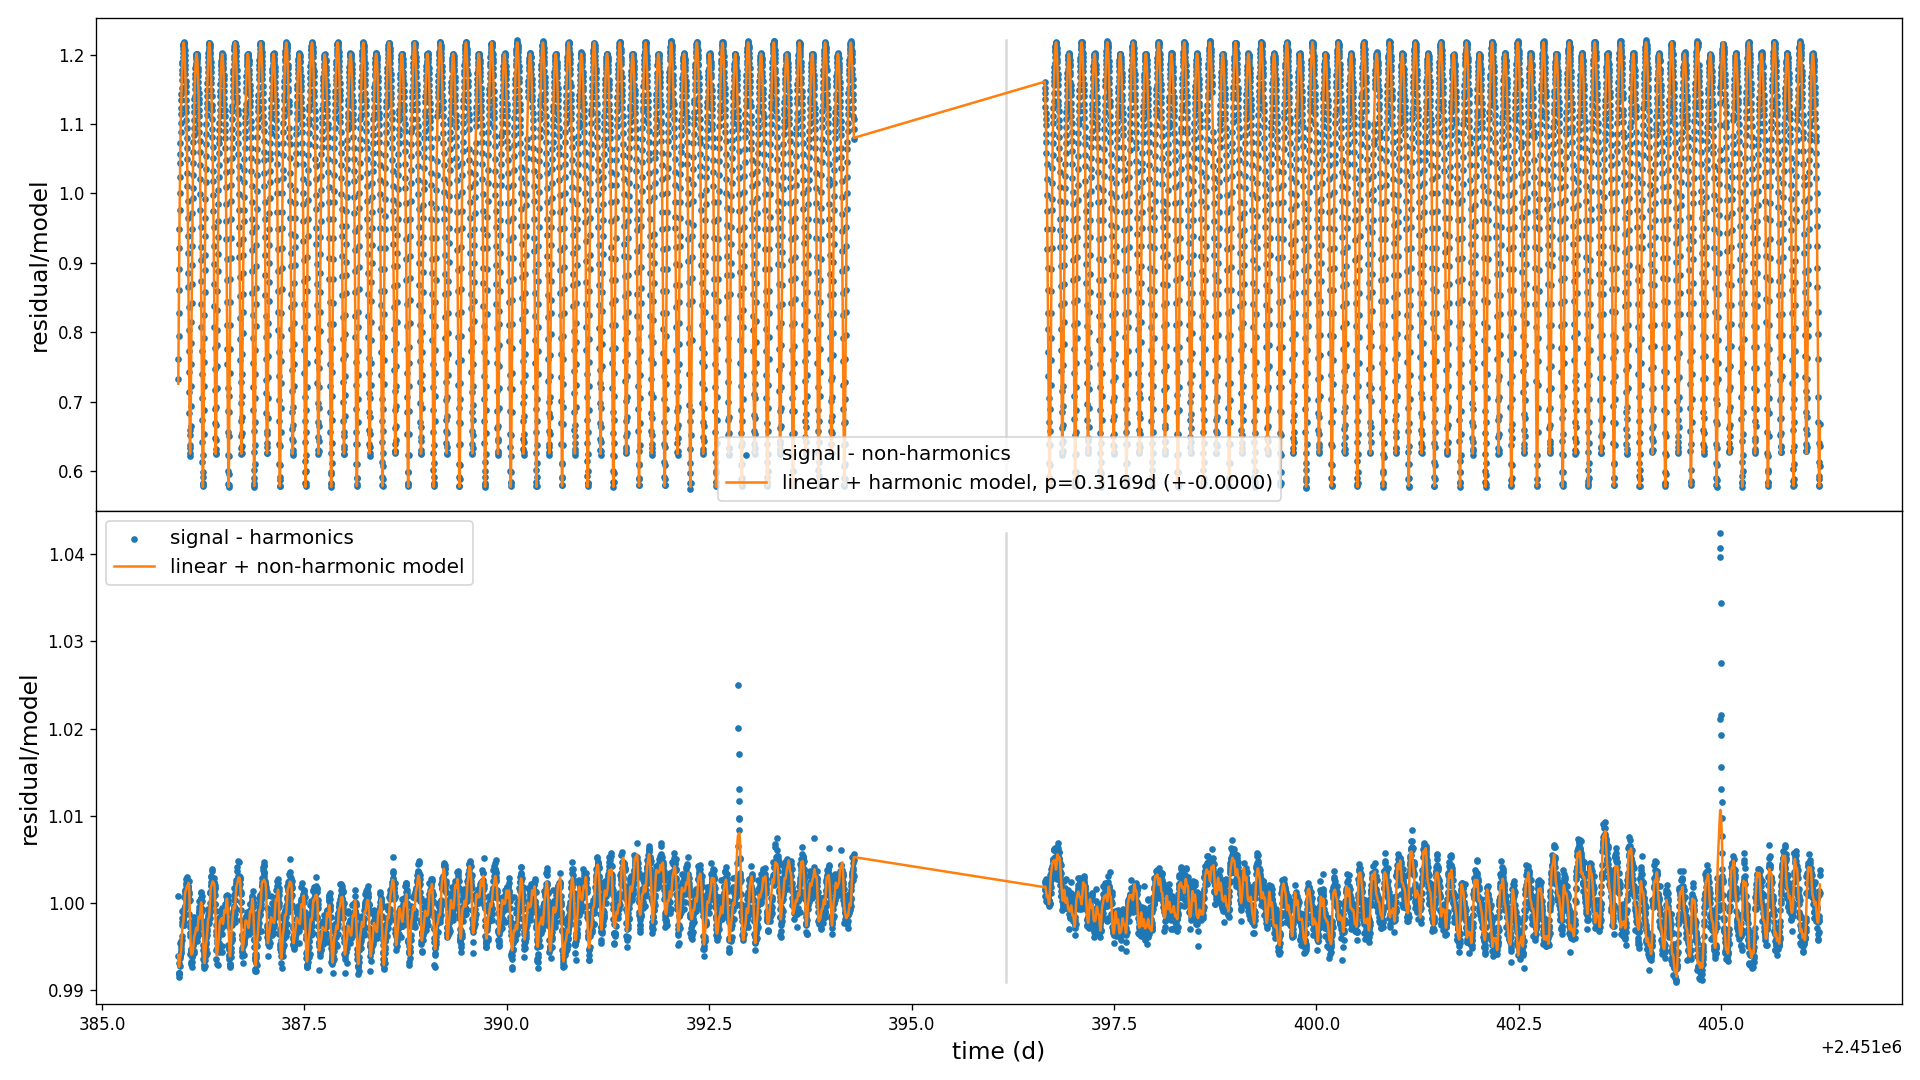 1.2
1.1
1.0
0.9
0.8
0.7
0.6
residual/model
signal - non-harmonics
linear + harmonic model, p=0.3169d (+-0.0000)
signal - harmonics
linear + non-harmonic model
1.04
1.03
1.02
1.01
1.00
0.99
residual/model
385.0 387.5 390.0 392.5 395.0 397.5 400.0 402.5 405.0
time (d)
+2.451e6